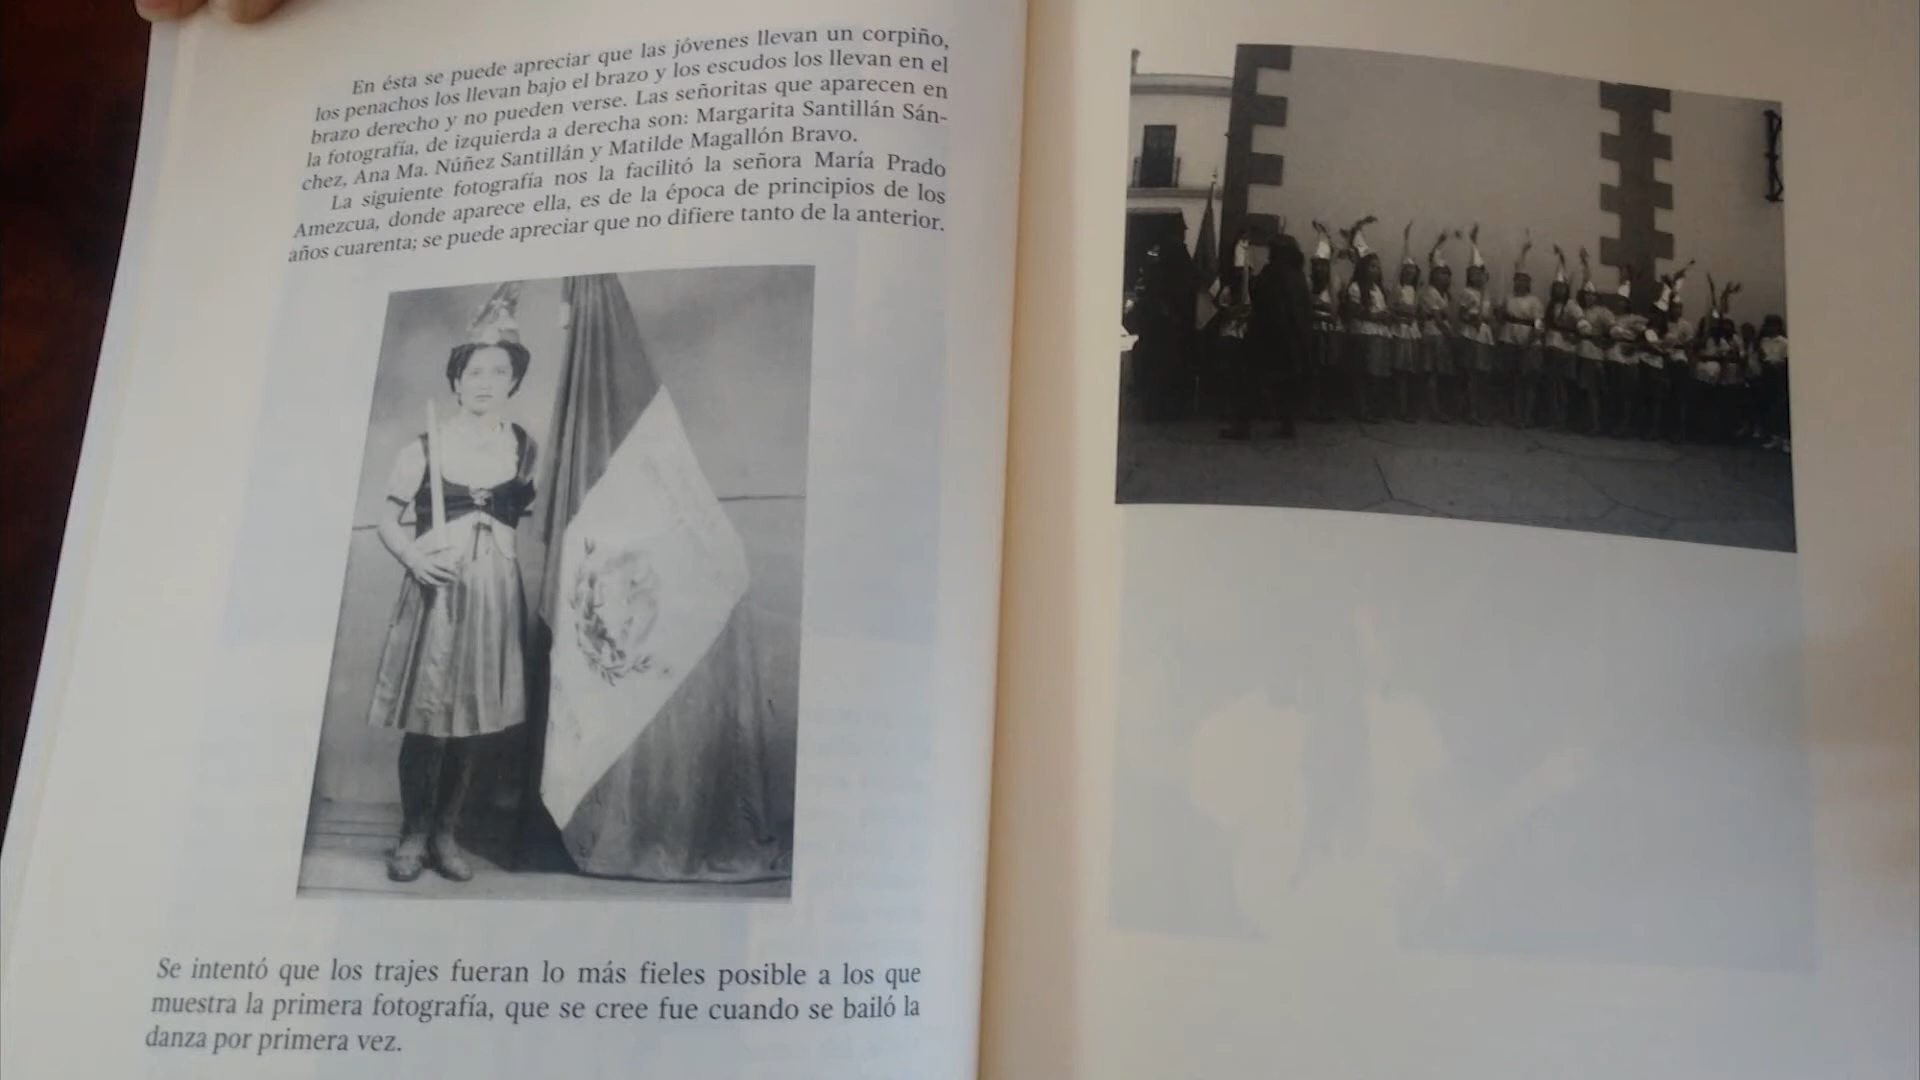 En ésta se puede apreciar que las jóvenes llevan un corpiño,
los penachos los llevan bajo el brazo y los escudos los llevan en el
brazo derecho y no pueden verse. Las señoritas que aparecen en
la fotografía, de izquierda a derecha son: Margarita Santillán Sán-
chez, Ana Ma. Núñez Santillán y Matilde Magallón Bravo.
La siguiente fotografía nos la facilitó la señora María Prado
Amezcua, donde aparece ella, es de la época de principios de los
años cuarenta; se puede apreciar que no difiere tanto de la anterior.
Se intentó que los trajes fueran lo más fieles posible a los que
muestra la primera fotografía, que se cree fue cuando se bailó la
danza por primera vez.